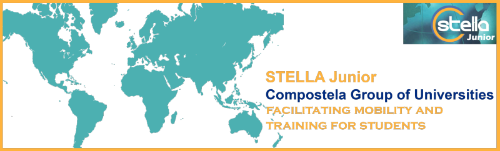 stella
Junior
STELLA Junior
Compostela Group of Universities
FACILITATING MOBILITY AND
TRAINING FOR STUDENTS